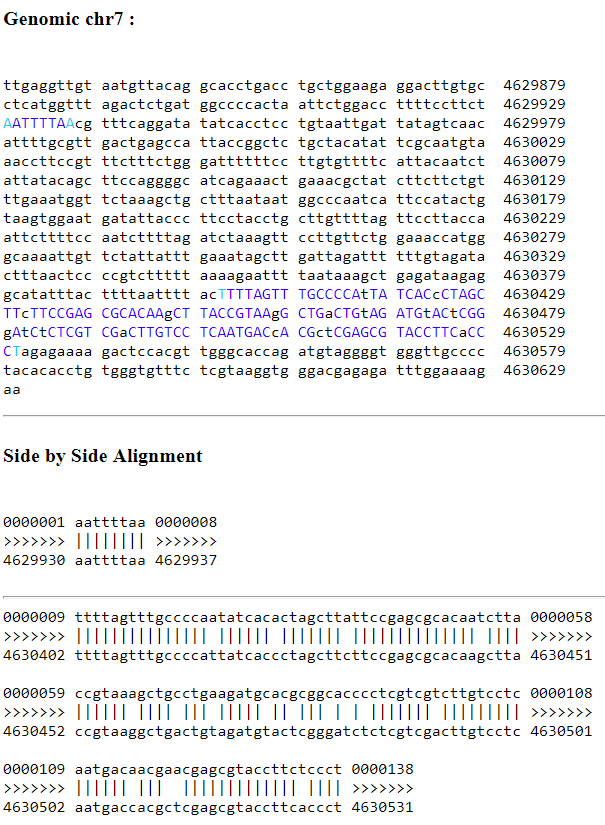 Genomic chr7 :
ttgaggttgt aatgttacag gcacctgacc tgctggaaga ggacttgtgc 4629879
ctcatggttt agactctgat ggccccacta aattctggacc ttttccttct 4629929
AATTTTAAcg tttcaggata tatcacctcc tgtaattgat tatagtcaac 4629979
attttgcgtt gactgagcca ttaccggctc tgctacatat tcgcaatgta 4630029
aaccttccgt ttctttctgg gatttttttcc ttgtgttttc attacaatct 4630079
attatacagc ttccaggggc atcagaaact gaaacgctat cttcttctgt 4630129
ttgaaatggt tctaaagctg ctttaataat ggcccaatca ttccatactg 4630179
taagtggaat gatattaccc ttcctacctg cttgttttag ttccttacca 4630229
attcttttcc aatcttttag atctaaagtt ccttgttctg gaaaccatgg 4630279
gcaaaattgt tctattattt gaaatagctt gattagattt tttgtagata 4630329
ctttaactcc cccgtctttttt aaaagaattt taataaagct gagataagag 4630379
gcatatttac ttttaatttt acTTTTAGTTT TGCCCCAtTA TCACcCTAGC 4630429
TTcTTCCGAG CGCACAAgCT TACCGTAAgG CTGaCTGtAG ATGtACtCGG 4630479
gAtCtCTCGT CGaCTTGTCC TCAATGACcA CGctCGAGCG TACCTTCaCC 4630529
CTagagaaaa gactccacgt tgggcaccag atgtaggggt gggttgcccc 4630579
tacacacctg tgggtgtttc tcgtaaggtg ggacgagaga tttggaaaag 4630629
aa
Side by Side Alignment
0000001 aattttaa 0000008
>>>>>>> |||||||| >>>>>>>
4629930 aattttaa 4629937
0000009 ttttagtttgccccaatatcacactagcttattccgagcgcacaatctta 0000058
>>>>>>> ||||||||||||||| |||||| ||||||| |||||||||||||| |||| >>>>>>>
4630402 ttttagtttgccccattatcaccctagcttcttccgagcgcacaagctta 4630451
0000059 ccgtaaagctgcctgaagatgcacgcggcacccctcgtcgtcttgtcctc 0000108
>>>>>>> |||||| |||| ||| ||||| || ||| | | ||||||| ||||||||| >>>>>>>
4630452 ccgtaaggctgactgtagatgtactcgggatctctcgtcgacttgtcctc 4630501
0000109 aatgacaacgaacgagcgtaccttctccct 0000138
>>>>>>> |||||| |||  ||||||||||||| |||| >>>>>>>
4630502 aatgaccacgctcgagcgtaccttcaccct 4630531